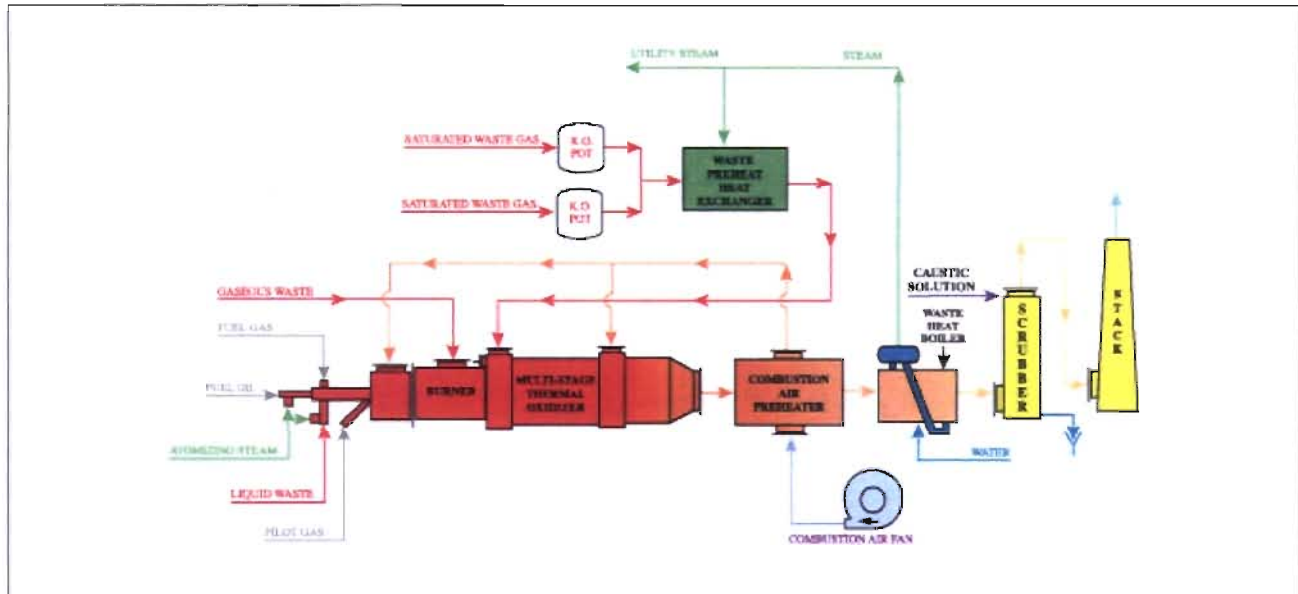 UTILITY STEAM
STEAM
SATURATED WASTE GAS
K.O.
POT
WASTE
PREHEAT
HEAT
EXCHANGER
SATURATED WASTE GAS
K.O.
POT
GASEOUS WASTE
CAUSTIC
SOLUTION
FUEL GAS
WASTE
HEAT
BOILER
SCRUBBER
STACK
FUEL OIL
BURNER
MULTI-STAGE
THERMAL
OXIDIZER
COMBUSTION
AIR
PREHEATER
ATOMIZING STEAM
WATER
LIQUID WASTE
PILOT GAS
COMBUSTION AIR FAN